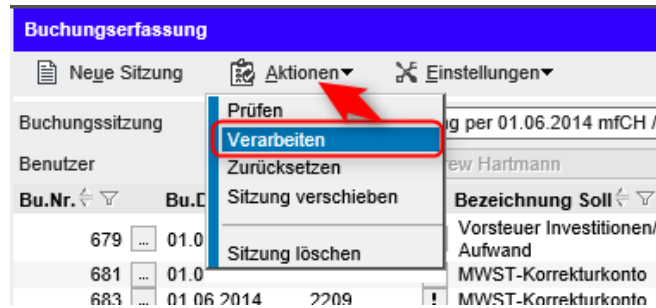 Buchungserfassung
Neue Sitzung Aktionen Einstellungen
Prüfen
Buchungssitzung ng per 01.06.2014 mfCH /
Verarbeiten
Benutzer ew Hartmann
Zurücksetzen
Bu.Nr. Bu.D Bezeichnung Soll
Sitzung verschieben
679 ... 01.0 Vorsteuer Investitionen/
Aufwand
Sitzung löschen
681 ... 01.0 MWST-Korrekturkonto
683 ... 01.06.2014 2209 ! MWST-Korrekturkonto